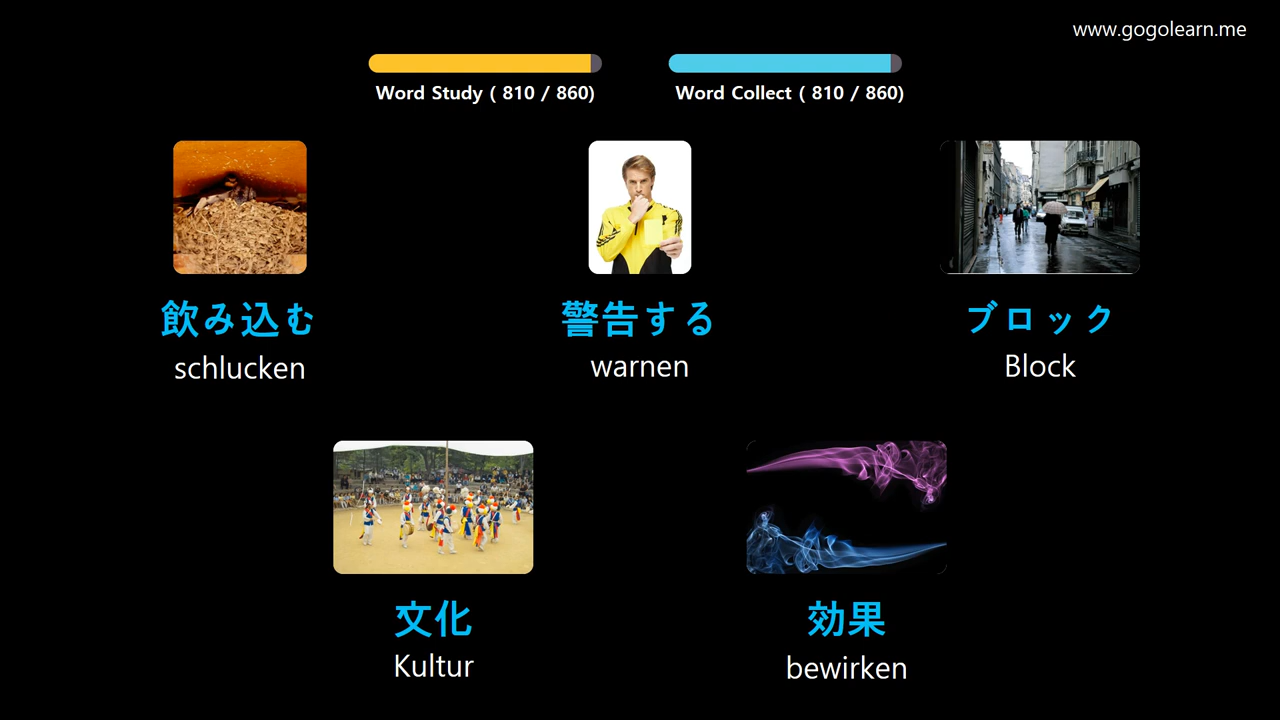 www.gogolearn.me
Word Study ( 810 / 860)
Word Collect ( 810 / 860)
飲み込む
schlucken
警告する
warnen
ブロック
Block
文化
Kultur
効果
bewirken